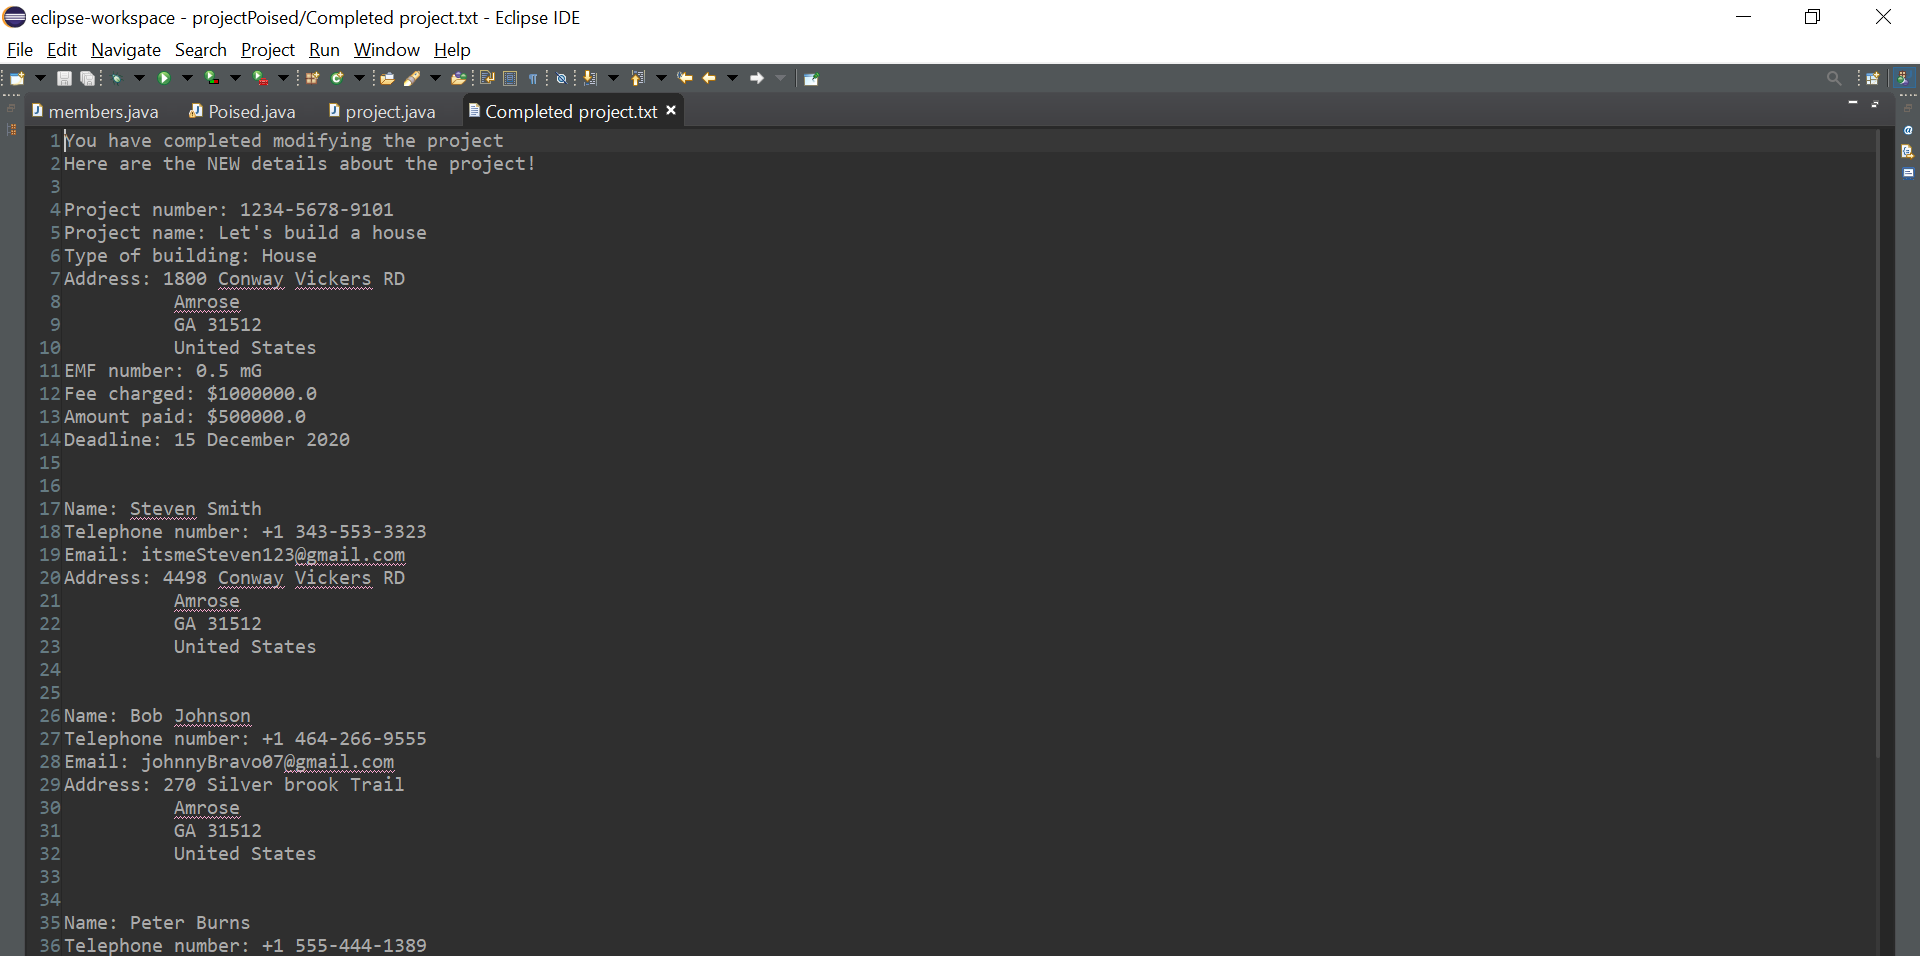 eclipse-workspace - projectPoised/Completed project.txt - Eclipse IDE
File Edit Navigate Search Project Run Window Help
members.java Poised.java project.java Completed project.txt
1 You have completed modifying the project
2 Here are the NEW details about the project!
3
4 Project number: 1234-5678-9101
5 Project name: Let's build a house
6 Type of building: House
7 Address: 1800 Conway Vickers RD
8 Amrose
9 GA 31512
10 United States
11 EMF number: 0.5 mG
12 Fee charged: $1000000.0
13 Amount paid: $500000.0
14 Deadline: 15 December 2020
15
16
17 Name: Steven Smith
18 Telephone number: +1 343-553-3323
19 Email: itsmeSteven123@gmail.com
20 Address: 4498 Conway Vickers RD
21 Amrose
22 GA 31512
23 United States
24
25
26 Name: Bob Johnson
27 Telephone number: +1 464-266-9555
28 Email: johnnyBravo07@gmail.com
29 Address: 270 Silver brook Trail
30 Amrose
31 GA 31512
32 United States
33
34
35 Name: Peter Burns
36 Telephone number: +1 555-444-1389